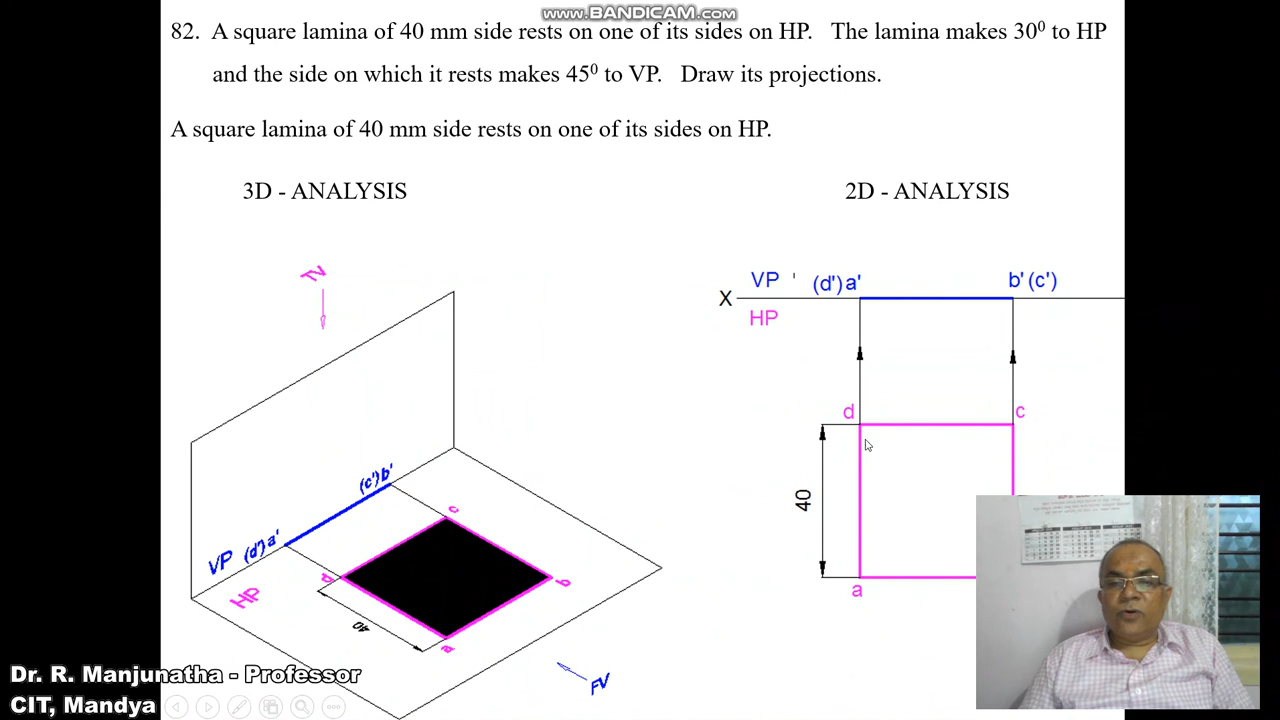 www.BANDICAM.com
82. A square lamina of 40 mm side rests on one of its sides on HP. The lamina makes 30⁰ to HP
and the side on which it rests makes 45⁰ to VP. Draw its projections.
A square lamina of 40 mm side rests on one of its sides on HP.
3D - ANALYSIS
2D - ANALYSIS
TV
(c')b'
VP (d')a'
HP
c
d
b
40
a
FV
VP ' (d')a' b'(c')
X
HP
d c
40
a
Dr. R. Manjunatha - Professor
CIT, Mandya